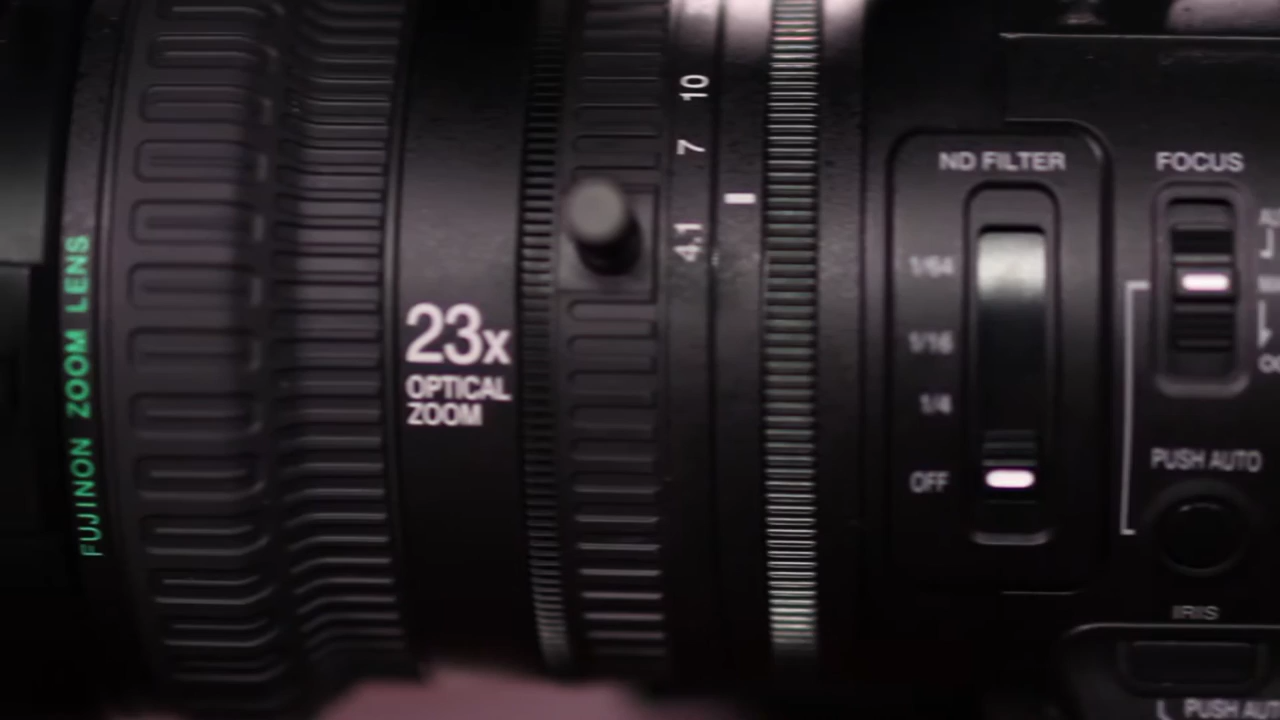 FUJINON ZOOM LENS
23x
OPTICAL
ZOOM
10
7
4.1
ND FILTER
1/64
1/16
1/4
OFF
FOCUS
PUSH AUTO
IRIS
PUSH